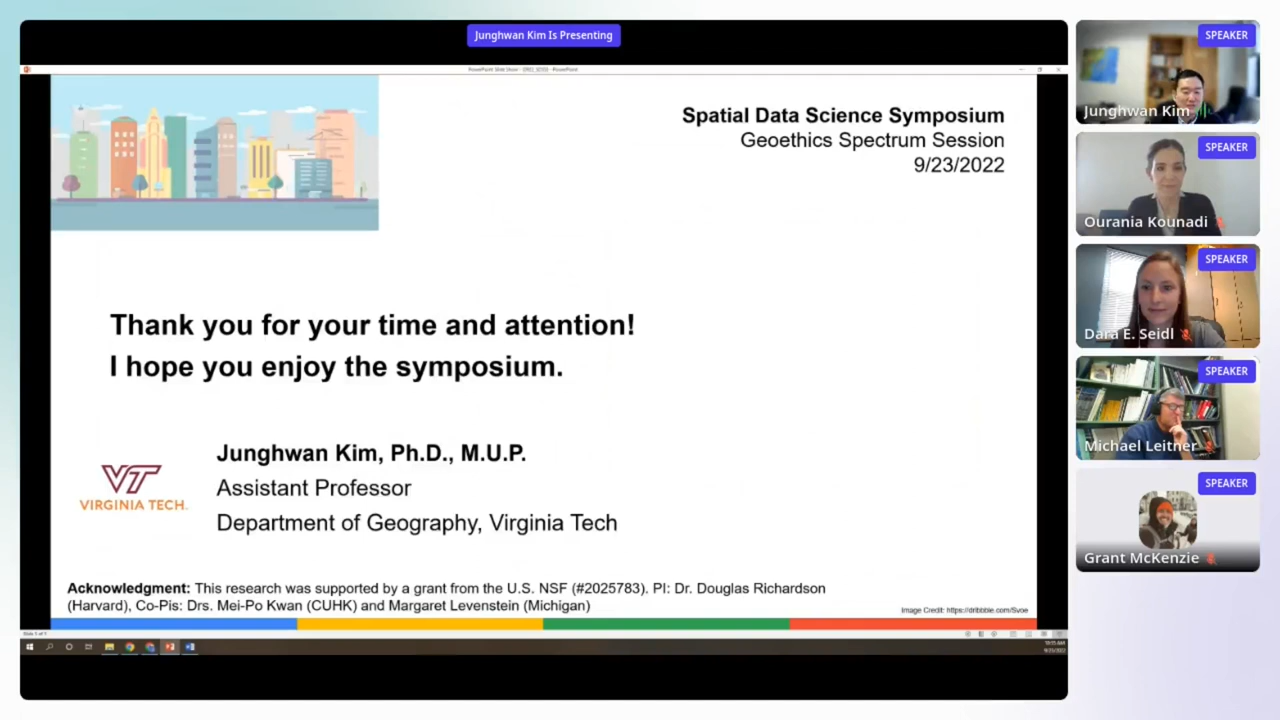 Junghwan Kim Is Presenting
Spatial Data Science Symposium
Geoethics Spectrum Session
9/23/2022
Thank you for your time and attention!
I hope you enjoy the symposium.
VT
VIRGINIA TECH.
Junghwan Kim, Ph.D., M.U.P.
Assistant Professor
Department of Geography, Virginia Tech
Acknowledgment: This research was supported by a grant from the U.S. NSF (#2025783). PI: Dr. Douglas Richardson
(Harvard), Co-Pis: Drs. Mei-Po Kwan (CUHK) and Margaret Levenstein (Michigan)
Image Credit: https://dribbble.com/Svoe
SPEAKER
Junghwan Kim
SPEAKER
Ourania Kounadi
SPEAKER
Dara E. Seidl
SPEAKER
Michael Leitner
SPEAKER
Grant McKenzie